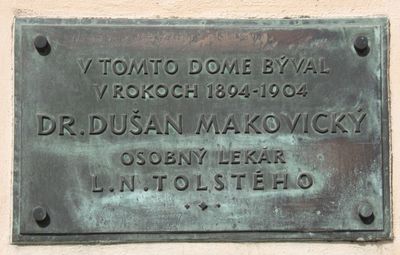 V TOMTO DOME BÝVAL
V ROKOCH 1894-1904
DR. DUŠAN MAKOVICKÝ
OSOBNÝ LEKÁR
L.N.TOLSTÉHO